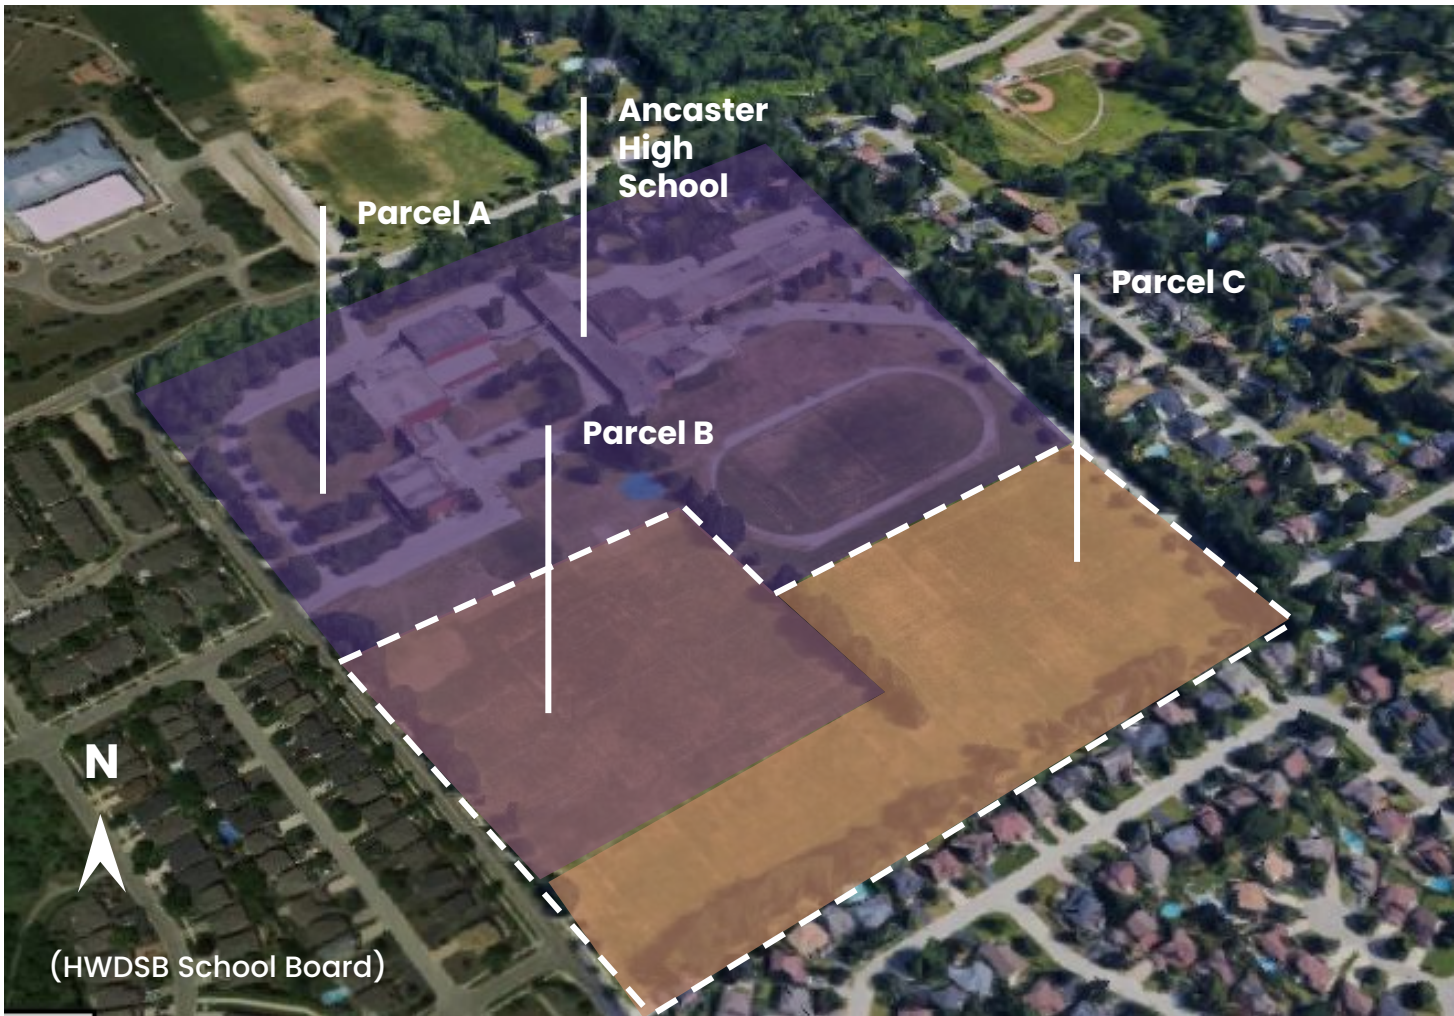 Ancaster
High
School
Parcel A
Parcel C
Parcel B
N
(HWDSB School Board)